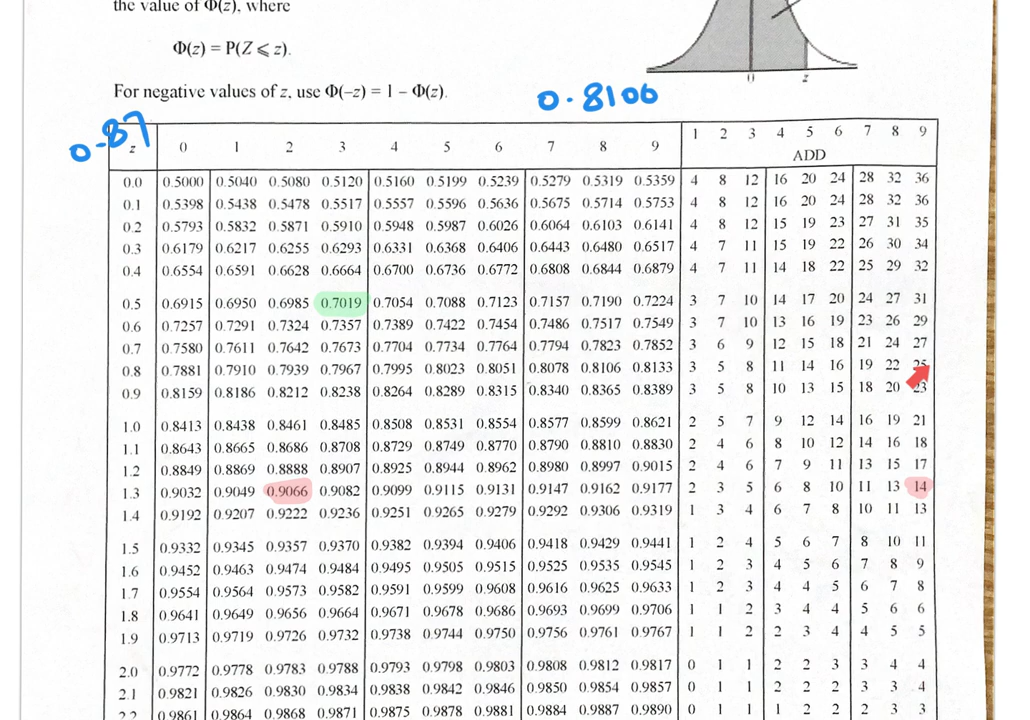 the value of Φ(z), where
Φ(z) = P(Z ⩽ z).
For negative values of z, use Φ(−z) = 1 − Φ(z).
0.8106
0.87
0 z
z 0 1 2 3 4 5 6 7 8 9 1 2 3 4 5 6 7 8 9
ADD
0.0 0.5000 0.5040 0.5080 0.5120 0.5160 0.5199 0.5239 0.5279 0.5319 0.5359 4 8 12 16 20 24 28 32 36
0.1 0.5398 0.5438 0.5478 0.5517 0.5557 0.5596 0.5636 0.5675 0.5714 0.5753 4 8 12 16 20 24 28 32 36
0.2 0.5793 0.5832 0.5871 0.5910 0.5948 0.5987 0.6026 0.6064 0.6103 0.6141 4 8 12 15 19 23 27 31 35
0.3 0.6179 0.6217 0.6255 0.6293 0.6331 0.6368 0.6406 0.6443 0.6480 0.6517 4 7 11 15 19 22 26 30 34
0.4 0.6554 0.6591 0.6628 0.6664 0.6700 0.6736 0.6772 0.6808 0.6844 0.6879 4 7 11 14 18 22 25 29 32
0.5 0.6915 0.6950 0.6985 0.7019 0.7054 0.7088 0.7123 0.7157 0.7190 0.7224 3 7 10 14 17 20 24 27 31
0.6 0.7257 0.7291 0.7324 0.7357 0.7389 0.7422 0.7454 0.7486 0.7517 0.7549 3 7 10 13 16 19 23 26 29
0.7 0.7580 0.7611 0.7642 0.7673 0.7704 0.7734 0.7764 0.7794 0.7823 0.7852 3 6 9 12 15 18 21 24 27
0.8 0.7881 0.7910 0.7939 0.7967 0.7995 0.8023 0.8051 0.8078 0.8106 0.8133 3 5 8 11 14 16 19 22 25
0.9 0.8159 0.8186 0.8212 0.8238 0.8264 0.8289 0.8315 0.8340 0.8365 0.8389 3 5 8 10 13 15 18 20 23
1.0 0.8413 0.8438 0.8461 0.8485 0.8508 0.8531 0.8554 0.8577 0.8599 0.8621 2 5 7 9 12 14 16 19 21
1.1 0.8643 0.8665 0.8686 0.8708 0.8729 0.8749 0.8770 0.8790 0.8810 0.8830 2 4 6 8 10 12 14 16 18
1.2 0.8849 0.8869 0.8888 0.8907 0.8925 0.8944 0.8962 0.8980 0.8997 0.9015 2 4 6 7 9 11 13 15 17
1.3 0.9032 0.9049 0.9066 0.9082 0.9099 0.9115 0.9131 0.9147 0.9162 0.9177 2 3 5 6 8 10 11 13 14
1.4 0.9192 0.9207 0.9222 0.9236 0.9251 0.9265 0.9279 0.9292 0.9306 0.9319 1 3 4 6 7 8 10 11 13
1.5 0.9332 0.9345 0.9357 0.9370 0.9382 0.9394 0.9406 0.9418 0.9429 0.9441 1 2 4 5 6 7 8 10 11
1.6 0.9452 0.9463 0.9474 0.9484 0.9495 0.9505 0.9515 0.9525 0.9535 0.9545 1 2 3 4 5 6 7 8 9
1.7 0.9554 0.9564 0.9573 0.9582 0.9591 0.9599 0.9608 0.9616 0.9625 0.9633 1 2 3 4 4 5 6 7 8
1.8 0.9641 0.9649 0.9656 0.9664 0.9671 0.9678 0.9686 0.9693 0.9699 0.9706 1 1 2 3 4 4 5 6 6
1.9 0.9713 0.9719 0.9726 0.9732 0.9738 0.9744 0.9750 0.9756 0.9761 0.9767 1 1 2 2 3 4 4 5 5
2.0 0.9772 0.9778 0.9783 0.9788 0.9793 0.9798 0.9803 0.9808 0.9812 0.9817 0 1 1 2 2 3 3 4 4
2.1 0.9821 0.9826 0.9830 0.9834 0.9838 0.9842 0.9846 0.9850 0.9854 0.9857 0 1 1 2 2 2 3 3 4
2.2 0.9861 0.9864 0.9868 0.9871 0.9875 0.9878 0.9881 0.9884 0.9887 0.9890 0 1 1 1 2 2 2 3 3